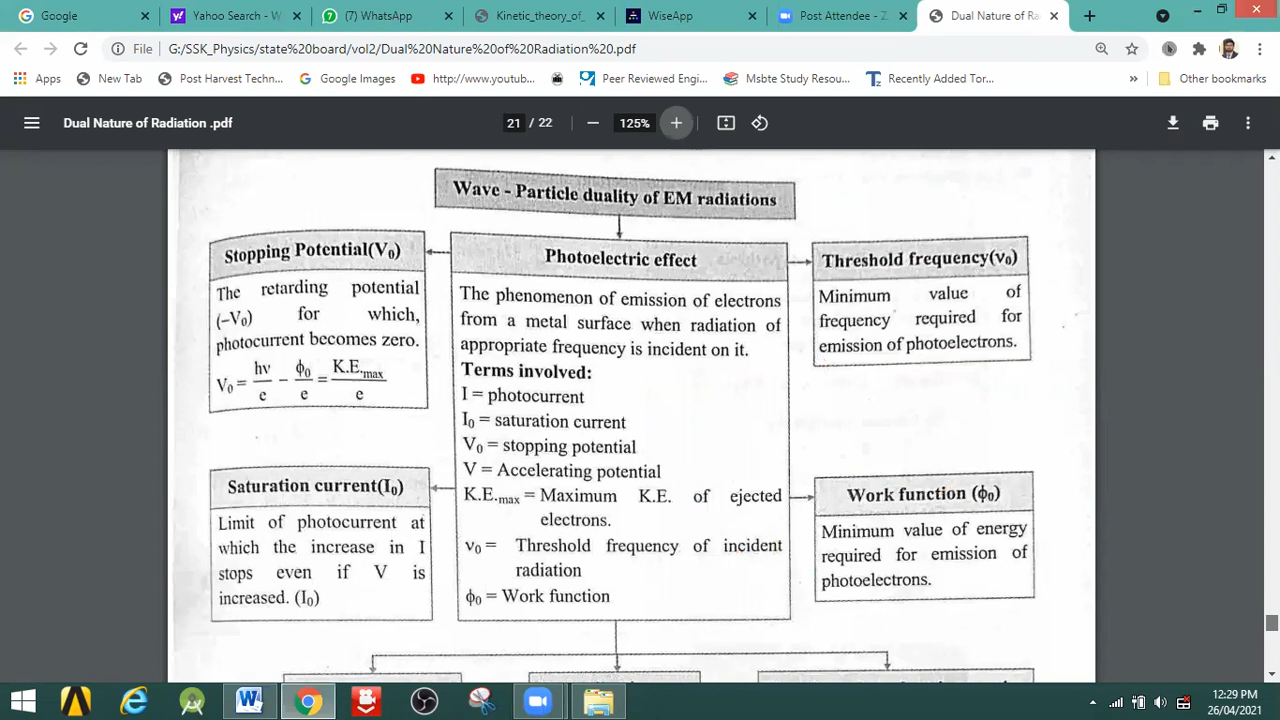 Google
Yahoo Search - W
(7) WhatsApp
Kinetic_theory_of_
WiseApp
Post Attendee - Z
Dual Nature of Ra
File
G:/SSK_Physics/state%20board/vol2/Dual%20Nature%20of%20Radiation%20.pdf
Apps
New Tab
Post Harvest Techn...
Google Images
http://www.youtub...
Peer Reviewed Engi...
Msbte Study Resou...
Recently Added Tor...
»
Other bookmarks
Dual Nature of Radiation .pdf
21 / 22
125%
Wave - Particle duality of EM radiations
Stopping Potential(V₀)
The retarding potential
(–V₀) for which,
photocurrent becomes zero.
V₀ = hν/e – ϕ₀/e = K.E.max/e
Saturation current(I₀)
Limit of photocurrent at
which the increase in I
stops even if V is
increased. (I₀)
Photoelectric effect
The phenomenon of emission of electrons
from a metal surface when radiation of
appropriate frequency is incident on it.
Terms involved:
I = photocurrent
I₀ = saturation current
V₀ = stopping potential
V = Accelerating potential
K.E.max = Maximum K.E. of ejected
electrons.
ν₀ = Threshold frequency of incident
radiation
ϕ₀ = Work function
Threshold frequency(ν₀)
Minimum value of
frequency required for
emission of photoelectrons.
Work function (ϕ₀)
Minimum value of energy
required for emission of
photoelectrons.
12:29 PM
26/04/2021